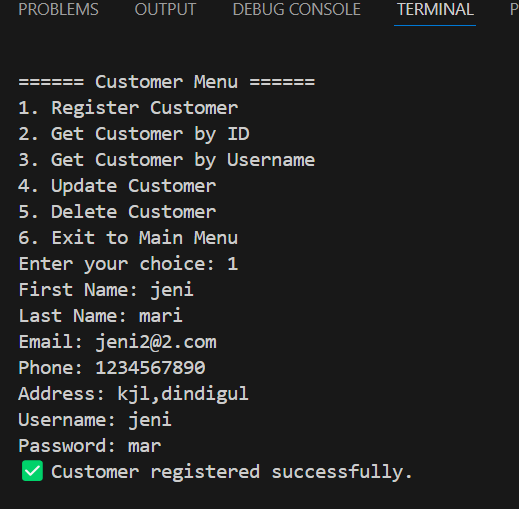 PROBLEMS OUTPUT DEBUG CONSOLE TERMINAL P
====== Customer Menu ======
1. Register Customer
2. Get Customer by ID
3. Get Customer by Username
4. Update Customer
5. Delete Customer
6. Exit to Main Menu
Enter your choice: 1
First Name: jeni
Last Name: mari
Email: jeni2@2.com
Phone: 1234567890
Address: kjl,dindigul
Username: jeni
Password: mar
✅ Customer registered successfully.